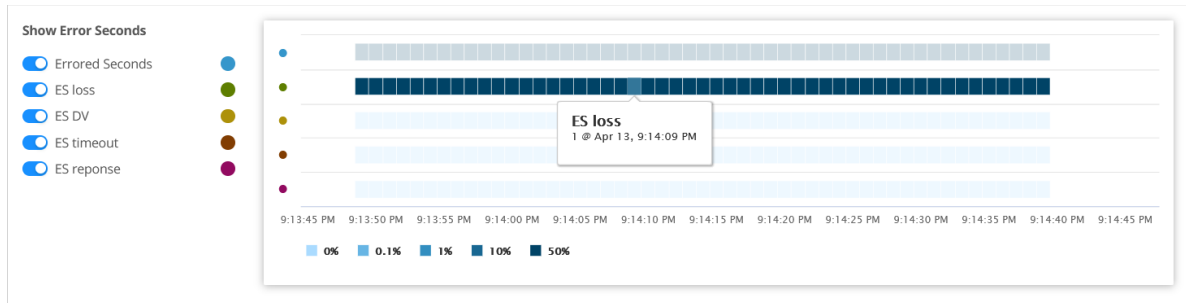 Show Error Seconds
Errored Seconds
ES loss
ES DV
ES timeout
ES reponse
ES loss
1 @ Apr 13, 9:14:09 PM
9:13:45 PM 9:13:50 PM 9:13:55 PM 9:14:00 PM 9:14:05 PM 9:14:10 PM 9:14:15 PM 9:14:20 PM 9:14:25 PM 9:14:30 PM 9:14:35 PM 9:14:40 PM 9:14:45 PM
0% 0.1% 1% 10% 50%